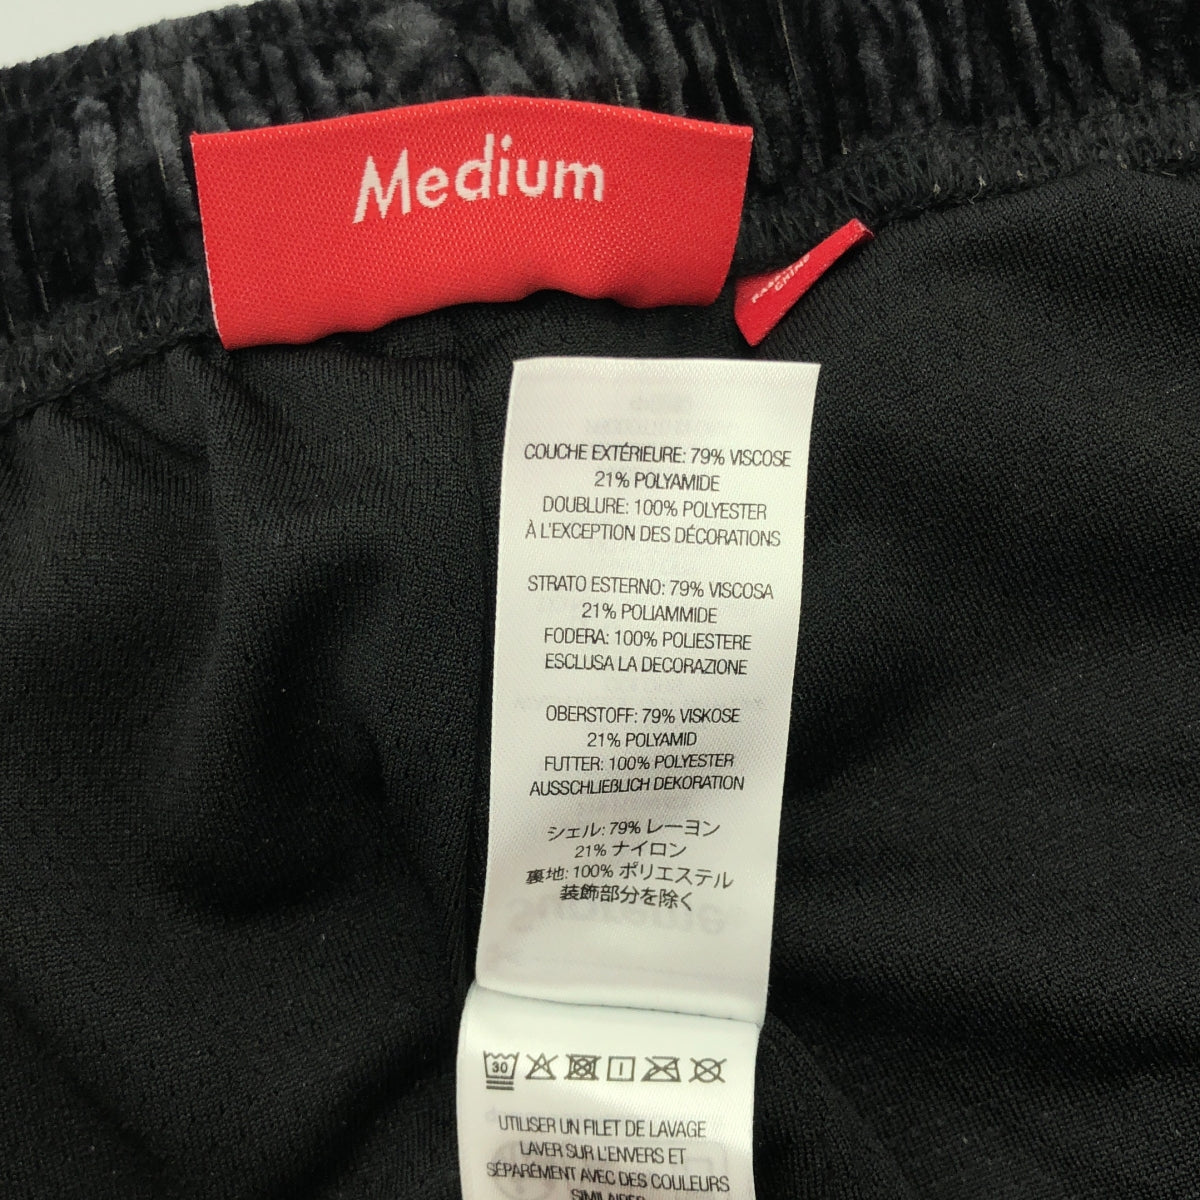 Medium
CHINE
COUCHE EXTÉRIEURE: 79% VISCOSE
21% POLYAMIDE
DOUBLURE: 100% POLYESTER
À L'EXCEPTION DES DÉCORATIONS
STRATO ESTERNO: 79% VISCOSA
21% POLIAMMIDE
FODERA: 100% POLIESTERE
ESCLUSA LA DECORAZIONE
OBERSTOFF: 79% VISKOSE
21% POLYAMID
FUTTER: 100% POLYESTER
AUSSCHLIEßLICH DEKORATION
シェル: 79% レーヨン
21% ナイロン
裏地: 100% ポリエステル
装飾部分を除く
30
UTILISER UN FILET DE LAVAGE
LAVER SUR L'ENVERS ET
SÉPARÉMENT AVEC DES COULEURS
SIMILAIRES